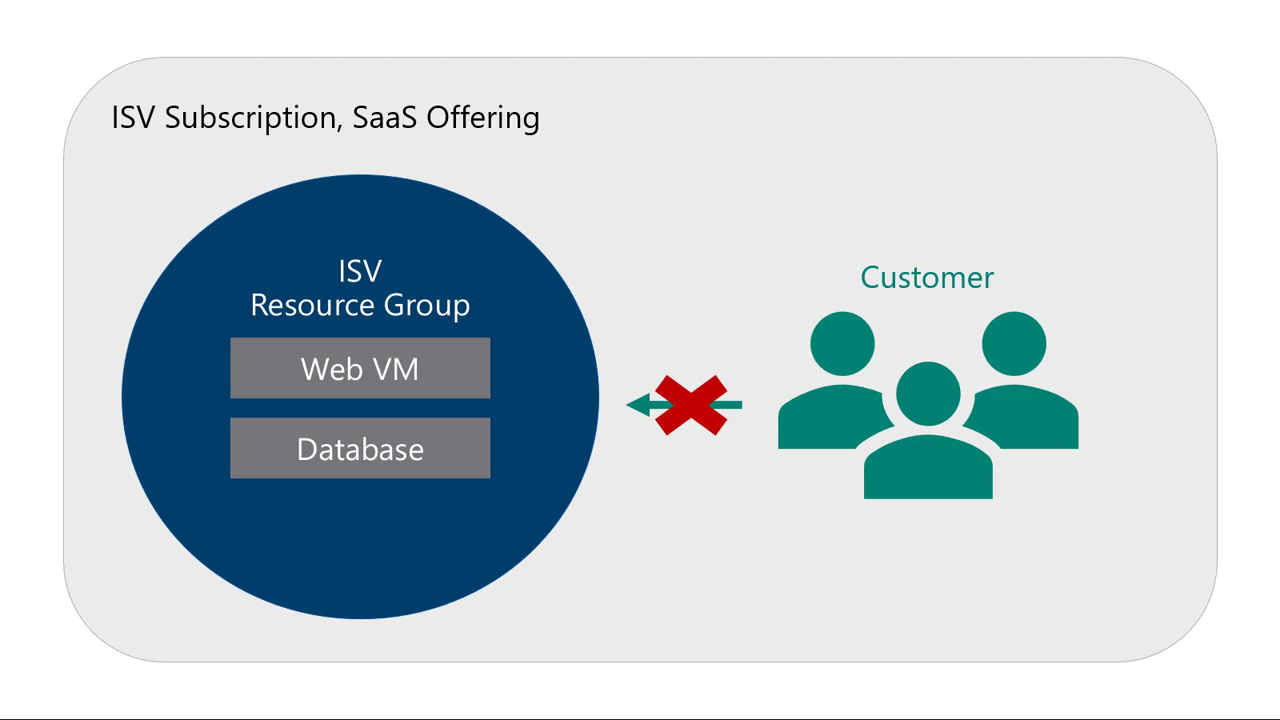 ISV Subscription, SaaS Offering
ISV
Resource Group
Web VM
Database
Customer